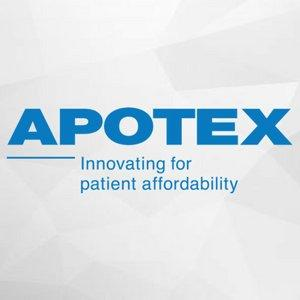 APOTEX
Innovating for
patient affordability